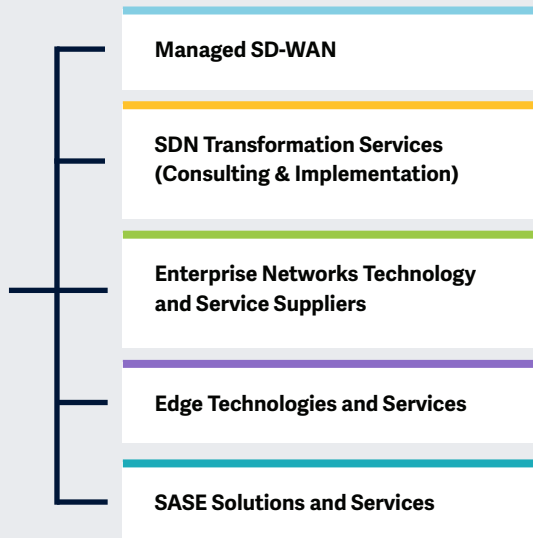 Managed SD-WAN
SDN Transformation Services
(Consulting & Implementation)
Enterprise Networks Technology
and Service Suppliers
Edge Technologies and Services
SASE Solutions and Services